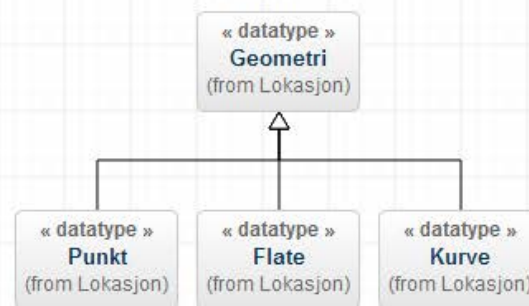 « datatype »
Geometri
(from Lokasjon)
« datatype »
Punkt
(from Lokasjon)
« datatype »
Flate
(from Lokasjon)
« datatype »
Kurve
(from Lokasjon)